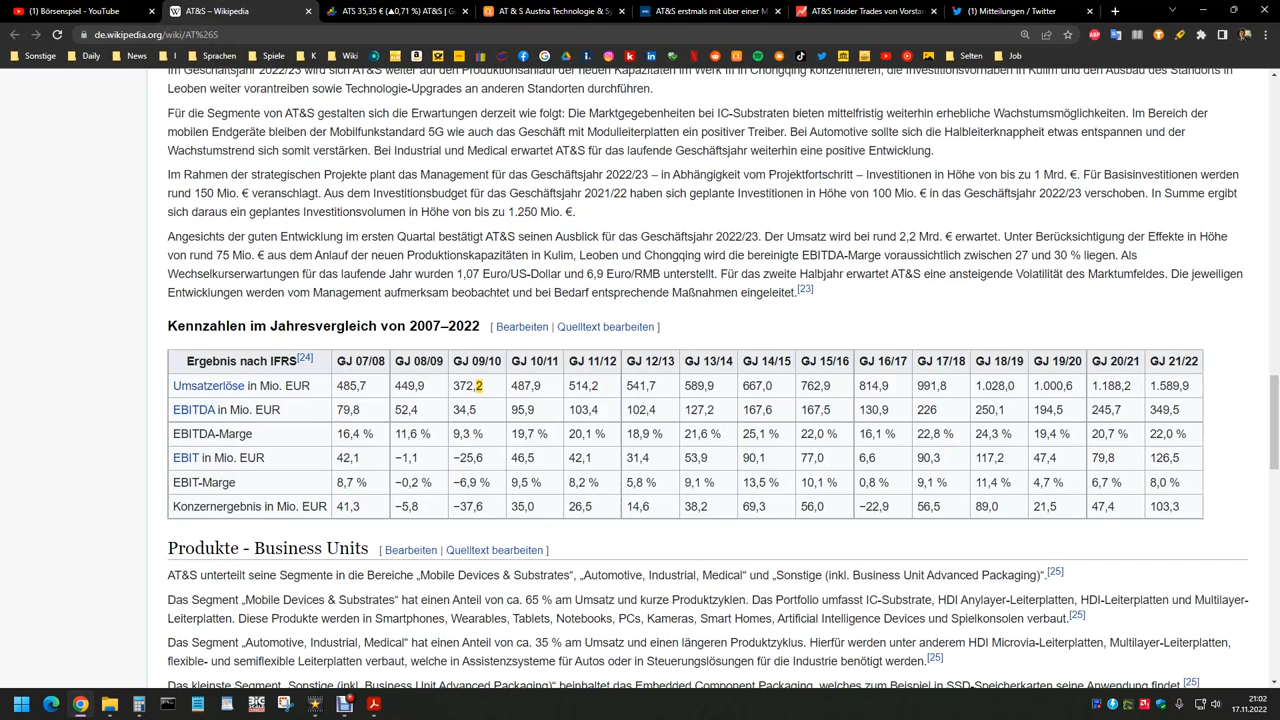 (1) Börsenspiel - YouTube
AT&S – Wikipedia
ATS 35,35 € (▲0,71 %) AT&S | G
AT & S Austria Technologie & Sy
AT&S erstmals mit über einer M
AT&S Insider Trades von Vorstan
(1) Mitteilungen / Twitter
de.wikipedia.org/wiki/AT%26S
Sonstige
Daily
News
I
Sprachen
Spiele
K
Wiki
Selten
Job
Im Geschäftsjahr 2022/23 wird sich AT&S weiter auf den Produktionsanlauf der neuen Kapazitäten im Werk III in Chongqing konzentrieren, die Investitionsvorhaben in Kulim und den Ausbau des Standorts in
Leoben weiter vorantreiben sowie Technologie-Upgrades an anderen Standorten durchführen.
Für die Segmente von AT&S gestalten sich die Erwartungen derzeit wie folgt: Die Marktgegebenheiten bei IC-Substraten bieten mittelfristig weiterhin erhebliche Wachstumsmöglichkeiten. Im Bereich der
mobilen Endgeräte bleiben der Mobilfunkstandard 5G wie auch das Geschäft mit Modulleiterplatten ein positiver Treiber. Bei Automotive sollte sich die Halbleiterknappheit etwas entspannen und der
Wachstumstrend sich somit verstärken. Bei Industrial und Medical erwartet AT&S für das laufende Geschäftsjahr weiterhin eine positive Entwicklung.
Im Rahmen der strategischen Projekte plant das Management für das Geschäftsjahr 2022/23 – in Abhängigkeit vom Projektfortschritt – Investitionen in Höhe von bis zu 1 Mrd. €. Für Basisinvestitionen werden
rund 150 Mio. € veranschlagt. Aus dem Investitionsbudget für das Geschäftsjahr 2021/22 haben sich geplante Investitionen in Höhe von 100 Mio. € in das Geschäftsjahr 2022/23 verschoben. In Summe ergibt
sich daraus ein geplantes Investitionsvolumen in Höhe von bis zu 1.250 Mio. €.
Angesichts der guten Entwicklung im ersten Quartal bestätigt AT&S seinen Ausblick für das Geschäftsjahr 2022/23. Der Umsatz wird bei rund 2,2 Mrd. € erwartet. Unter Berücksichtigung der Effekte in Höhe
von rund 75 Mio. € aus dem Anlauf der neuen Produktionskapazitäten in Kulim, Leoben und Chongqing wird die bereinigte EBITDA-Marge voraussichtlich zwischen 27 und 30 % liegen. Als
Wechselkurserwartungen für das laufende Jahr wurden 1,07 Euro/US-Dollar und 6,9 Euro/RMB unterstellt. Für das zweite Halbjahr erwartet AT&S eine ansteigende Volatilität des Marktumfeldes. Die jeweiligen
Entwicklungen werden vom Management aufmerksam beobachtet und bei Bedarf entsprechende Maßnahmen eingeleitet.[23]
Kennzahlen im Jahresvergleich von 2007–2022 [ Bearbeiten | Quelltext bearbeiten ]
Ergebnis nach IFRS[24] GJ 07/08 GJ 08/09 GJ 09/10 GJ 10/11 GJ 11/12 GJ 12/13 GJ 13/14 GJ 14/15 GJ 15/16 GJ 16/17 GJ 17/18 GJ 18/19 GJ 19/20 GJ 20/21 GJ 21/22
Umsatzerlöse in Mio. EUR 485,7 449,9 372,2 487,9 514,2 541,7 589,9 667,0 762,9 814,9 991,8 1.028,0 1.000,6 1.188,2 1.589,9
EBITDA in Mio. EUR 79,8 52,4 34,5 95,9 103,4 102,4 127,2 167,6 167,5 130,9 226 250,1 194,5 245,7 349,5
EBITDA-Marge 16,4 % 11,6 % 9,3 % 19,7 % 20,1 % 18,9 % 21,6 % 25,1 % 22,0 % 16,1 % 22,8 % 24,3 % 19,4 % 20,7 % 22,0 %
EBIT in Mio. EUR 42,1 −1,1 −25,6 46,5 42,1 31,4 53,9 90,1 77,0 6,6 90,3 117,2 47,4 79,8 126,5
EBIT-Marge 8,7 % −0,2 % −6,9 % 9,5 % 8,2 % 5,8 % 9,1 % 13,5 % 10,1 % 0,8 % 9,1 % 11,4 % 4,7 % 6,7 % 8,0 %
Konzernergebnis in Mio. EUR 41,3 −5,8 −37,6 35,0 26,5 14,6 38,2 69,3 56,0 −22,9 56,5 89,0 21,5 47,4 103,3
Produkte - Business Units [ Bearbeiten | Quelltext bearbeiten ]
AT&S unterteilt seine Segmente in die Bereiche „Mobile Devices & Substrates“, „Automotive, Industrial, Medical“ und „Sonstige (inkl. Business Unit Advanced Packaging)“.[25]
Das Segment „Mobile Devices & Substrates“ hat einen Anteil von ca. 65 % am Umsatz und kurze Produktzyklen. Das Portfolio umfasst IC-Substrate, HDI Anylayer-Leiterplatten, HDI-Leiterplatten und Multilayer-
Leiterplatten. Diese Produkte werden in Smartphones, Wearables, Tablets, Notebooks, PCs, Kameras, Smart Homes, Artificial Intelligence Devices und Spielkonsolen verbaut.[25]
Das Segment „Automotive, Industrial, Medical“ hat einen Anteil von ca. 35 % am Umsatz und einen längeren Produktzyklus. Hierfür werden unter anderem HDI Microvia-Leiterplatten, Multilayer-Leiterplatten,
flexible- und semiflexible Leiterplatten verbaut, welche in Assistenzsysteme für Autos oder in Steuerungslösungen für die Industrie benötigt werden.[25]
Das kleinste Segment „Sonstige (inkl. Business Unit Advanced Packaging)“ beinhaltet das Embedded Component Packaging, welches zum Beispiel in SSD-Speicherkarten seine Anwendung findet.[25]
21:02
17.11.2022